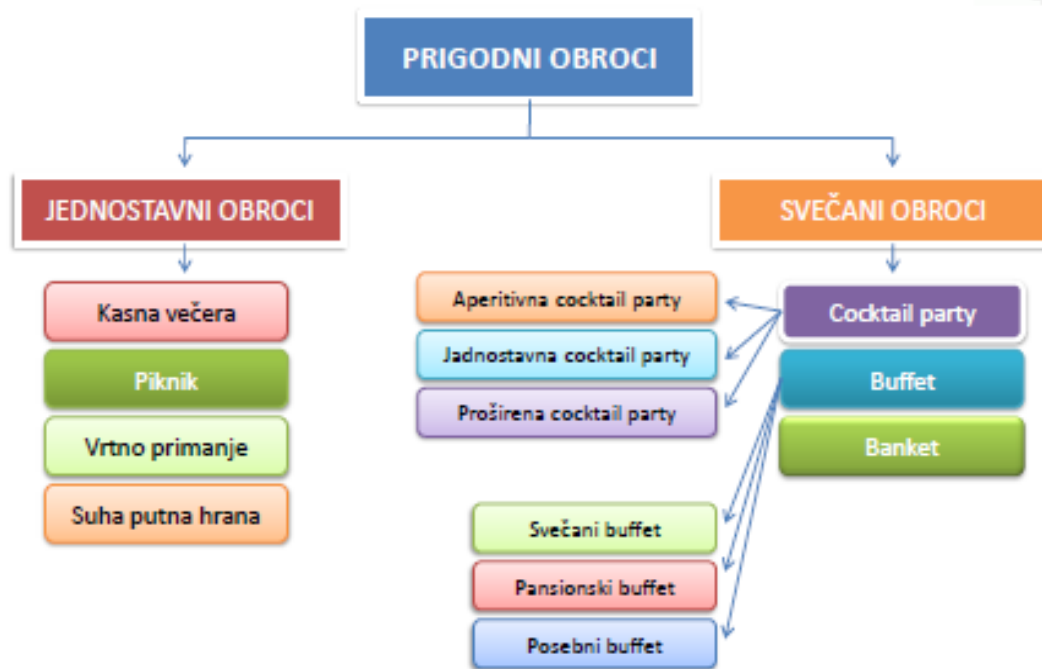 PRIGODNI OBROCI
JEDNOSTAVNI OBROCI
SVEČANI OBROCI
Kasna večera
Piknik
Vrtno primanje
Suha putna hrana
Aperitivna cocktail party
Jadnostavna cocktail party
Proširena cocktail party
Cocktail party
Buffet
Banket
Svečani buffet
Pansionski buffet
Posebni buffet